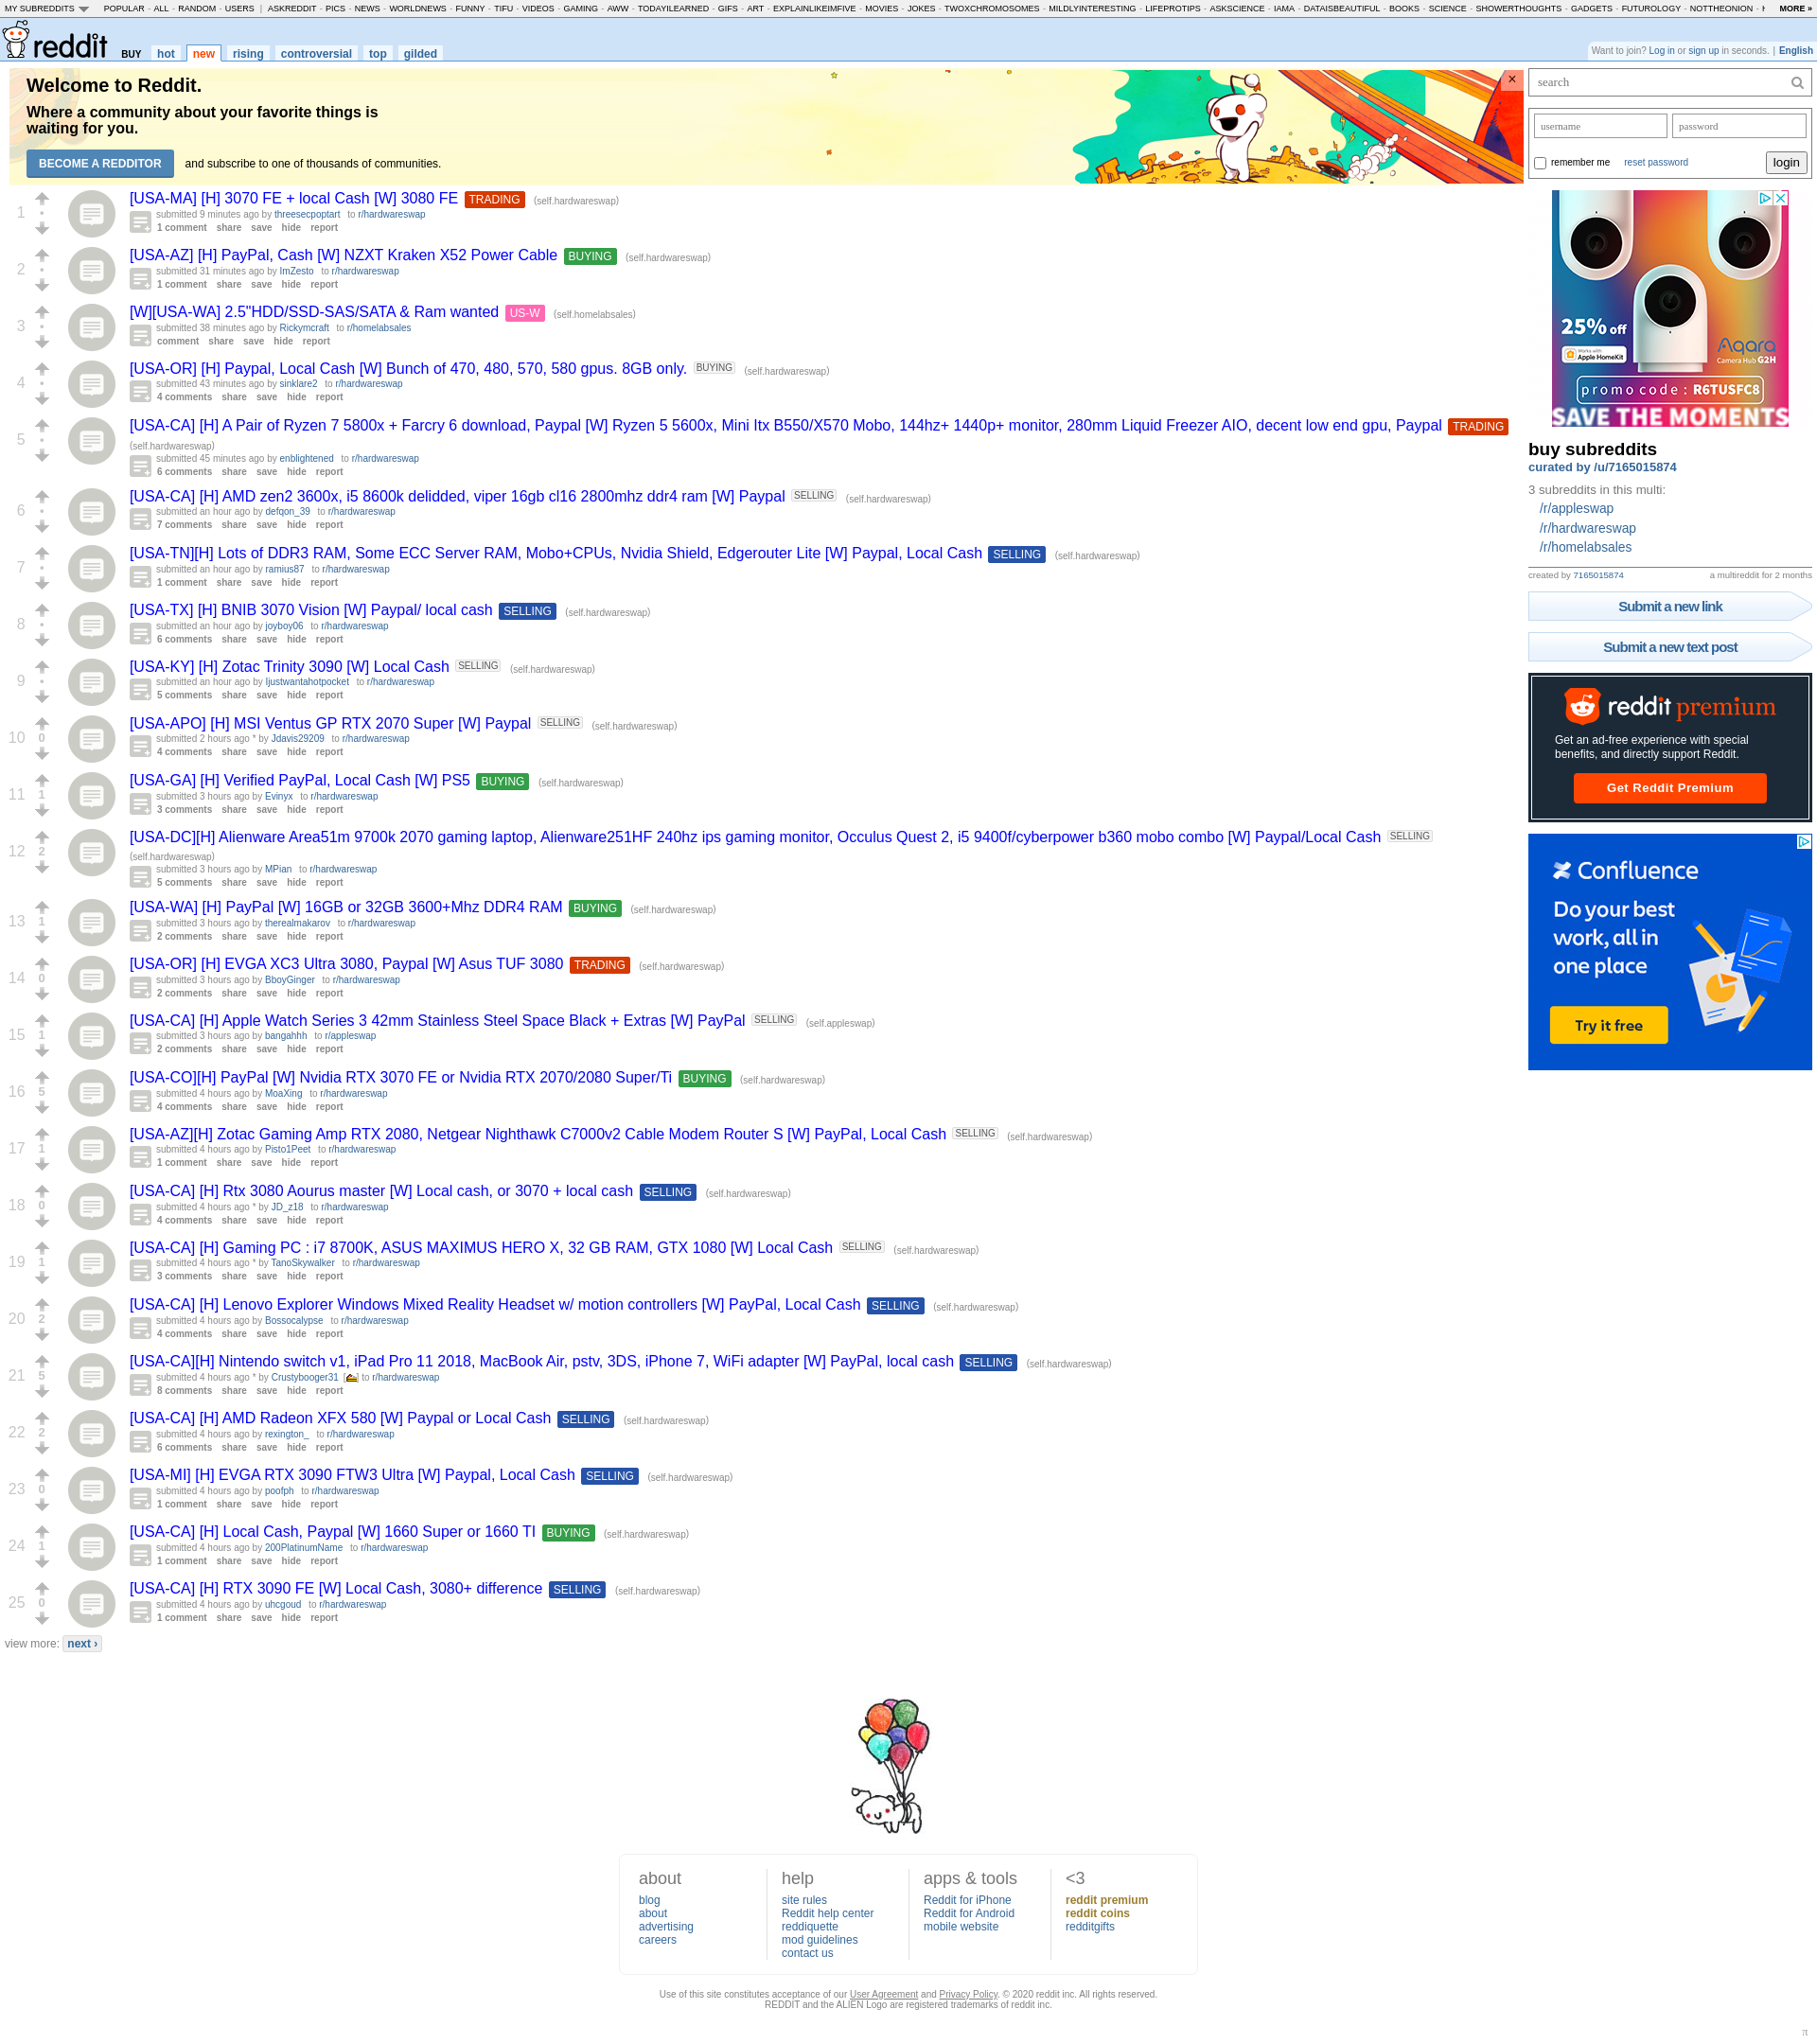 MY SUBREDDITS POPULAR - ALL - RANDOM - USERS | ASKREDDIT - PICS - NEWS - WORLDNEWS - FUNNY - TIFU - VIDEOS - GAMING - AWW - TODAYILEARNED - GIFS - ART - EXPLAINLIKEIMFIVE - MOVIES - JOKES - TWOXCHROMOSOMES - MILDLYINTERESTING - LIFEPROTIPS - ASKSCIENCE - IAMA - DATAISBEAUTIFUL - BOOKS - SCIENCE - SHOWERTHOUGHTS - GADGETS - FUTUROLOGY - NOTTHEONION - MORE »
reddit BUY hot new rising controversial top gilded
Want to join? Log in or sign up in seconds. | English
Welcome to Reddit.
Where a community about your favorite things is
waiting for you.
BECOME A REDDITOR and subscribe to one of thousands of communities.
1
[USA-MA] [H] 3070 FE + local Cash [W] 3080 FE TRADING (self.hardwareswap)
submitted 9 minutes ago by threesecpoptart to r/hardwareswap
1 comment share save hide report
2
[USA-AZ] [H] PayPal, Cash [W] NZXT Kraken X52 Power Cable BUYING (self.hardwareswap)
submitted 31 minutes ago by ImZesto to r/hardwareswap
1 comment share save hide report
3
[W][USA-WA] 2.5"HDD/SSD-SAS/SATA & Ram wanted US-W (self.homelabsales)
submitted 38 minutes ago by Rickymcraft to r/homelabsales
comment share save hide report
4
[USA-OR] [H] Paypal, Local Cash [W] Bunch of 470, 480, 570, 580 gpus. 8GB only. BUYING (self.hardwareswap)
submitted 43 minutes ago by sinklare2 to r/hardwareswap
4 comments share save hide report
5
[USA-CA] [H] A Pair of Ryzen 7 5800x + Farcry 6 download, Paypal [W] Ryzen 5 5600x, Mini Itx B550/X570 Mobo, 144hz+ 1440p+ monitor, 280mm Liquid Freezer AIO, decent low end gpu, Paypal TRADING
(self.hardwareswap)
submitted 45 minutes ago by enblightened to r/hardwareswap
6 comments share save hide report
6
[USA-CA] [H] AMD zen2 3600x, i5 8600k delidded, viper 16gb cl16 2800mhz ddr4 ram [W] Paypal SELLING (self.hardwareswap)
submitted an hour ago by defqon_39 to r/hardwareswap
7 comments share save hide report
7
[USA-TN][H] Lots of DDR3 RAM, Some ECC Server RAM, Mobo+CPUs, Nvidia Shield, Edgerouter Lite [W] Paypal, Local Cash SELLING (self.hardwareswap)
submitted an hour ago by ramius87 to r/hardwareswap
1 comment share save hide report
8
[USA-TX] [H] BNIB 3070 Vision [W] Paypal/ local cash SELLING (self.hardwareswap)
submitted an hour ago by joyboy06 to r/hardwareswap
6 comments share save hide report
9
[USA-KY] [H] Zotac Trinity 3090 [W] Local Cash SELLING (self.hardwareswap)
submitted an hour ago by Ijustwantahotpocket to r/hardwareswap
5 comments share save hide report
10 0
[USA-APO] [H] MSI Ventus GP RTX 2070 Super [W] Paypal SELLING (self.hardwareswap)
submitted 2 hours ago * by Jdavis29209 to r/hardwareswap
4 comments share save hide report
11 1
[USA-GA] [H] Verified PayPal, Local Cash [W] PS5 BUYING (self.hardwareswap)
submitted 3 hours ago by Evinyx to r/hardwareswap
3 comments share save hide report
12 2
[USA-DC][H] Alienware Area51m 9700k 2070 gaming laptop, Alienware251HF 240hz ips gaming monitor, Occulus Quest 2, i5 9400f/cyberpower b360 mobo combo [W] Paypal/Local Cash SELLING
(self.hardwareswap)
submitted 3 hours ago by MPian to r/hardwareswap
5 comments share save hide report
13 1
[USA-WA] [H] PayPal [W] 16GB or 32GB 3600+Mhz DDR4 RAM BUYING (self.hardwareswap)
submitted 3 hours ago by therealmakarov to r/hardwareswap
2 comments share save hide report
14 0
[USA-OR] [H] EVGA XC3 Ultra 3080, Paypal [W] Asus TUF 3080 TRADING (self.hardwareswap)
submitted 3 hours ago by BboyGinger to r/hardwareswap
2 comments share save hide report
15 1
[USA-CA] [H] Apple Watch Series 3 42mm Stainless Steel Space Black + Extras [W] PayPal SELLING (self.appleswap)
submitted 3 hours ago by bangahhh to r/appleswap
2 comments share save hide report
16 5
[USA-CO][H] PayPal [W] Nvidia RTX 3070 FE or Nvidia RTX 2070/2080 Super/Ti BUYING (self.hardwareswap)
submitted 4 hours ago by MoaXing to r/hardwareswap
4 comments share save hide report
17 1
[USA-AZ][H] Zotac Gaming Amp RTX 2080, Netgear Nighthawk C7000v2 Cable Modem Router S [W] PayPal, Local Cash SELLING (self.hardwareswap)
submitted 4 hours ago by Pisto1Peet to r/hardwareswap
1 comment share save hide report
18 0
[USA-CA] [H] Rtx 3080 Aourus master [W] Local cash, or 3070 + local cash SELLING (self.hardwareswap)
submitted 4 hours ago * by JD_z18 to r/hardwareswap
4 comments share save hide report
19 1
[USA-CA] [H] Gaming PC : i7 8700K, ASUS MAXIMUS HERO X, 32 GB RAM, GTX 1080 [W] Local Cash SELLING (self.hardwareswap)
submitted 4 hours ago * by TanoSkywalker to r/hardwareswap
3 comments share save hide report
20 2
[USA-CA] [H] Lenovo Explorer Windows Mixed Reality Headset w/ motion controllers [W] PayPal, Local Cash SELLING (self.hardwareswap)
submitted 4 hours ago by Bossocalypse to r/hardwareswap
4 comments share save hide report
21 5
[USA-CA][H] Nintendo switch v1, iPad Pro 11 2018, MacBook Air, pstv, 3DS, iPhone 7, WiFi adapter [W] PayPal, local cash SELLING (self.hardwareswap)
submitted 4 hours ago * by Crustybooger31 [ ] to r/hardwareswap
8 comments share save hide report
22 2
[USA-CA] [H] AMD Radeon XFX 580 [W] Paypal or Local Cash SELLING (self.hardwareswap)
submitted 4 hours ago by rexington_ to r/hardwareswap
6 comments share save hide report
23 0
[USA-MI] [H] EVGA RTX 3090 FTW3 Ultra [W] Paypal, Local Cash SELLING (self.hardwareswap)
submitted 4 hours ago by poofph to r/hardwareswap
1 comment share save hide report
24 1
[USA-CA] [H] Local Cash, Paypal [W] 1660 Super or 1660 TI BUYING (self.hardwareswap)
submitted 4 hours ago by 200PlatinumName to r/hardwareswap
1 comment share save hide report
25 0
[USA-CA] [H] RTX 3090 FE [W] Local Cash, 3080+ difference SELLING (self.hardwareswap)
submitted 4 hours ago by uhcgoud to r/hardwareswap
1 comment share save hide report
view more: next ›
search
username password
remember me reset password login
25% off
Works with
Apple HomeKit
Aqara
Camera Hub G2H
promo code: R6TUSFC8
SAVE THE MOMENTS
buy subreddits
curated by /u/7165015874
3 subreddits in this multi:
/r/appleswap
/r/hardwareswap
/r/homelabsales
created by 7165015874 a multireddit for 2 months
Submit a new link
Submit a new text post
reddit premium
Get an ad-free experience with special
benefits, and directly support Reddit.
Get Reddit Premium
Confluence
Do your best
work, all in
one place
Try it free
about
blog
about
advertising
careers
help
site rules
Reddit help center
reddiquette
mod guidelines
contact us
apps & tools
Reddit for iPhone
Reddit for Android
mobile website
<3
reddit premium
reddit coins
redditgifts
Use of this site constitutes acceptance of our User Agreement and Privacy Policy. © 2020 reddit inc. All rights reserved.
REDDIT and the ALIEN Logo are registered trademarks of reddit inc.
π